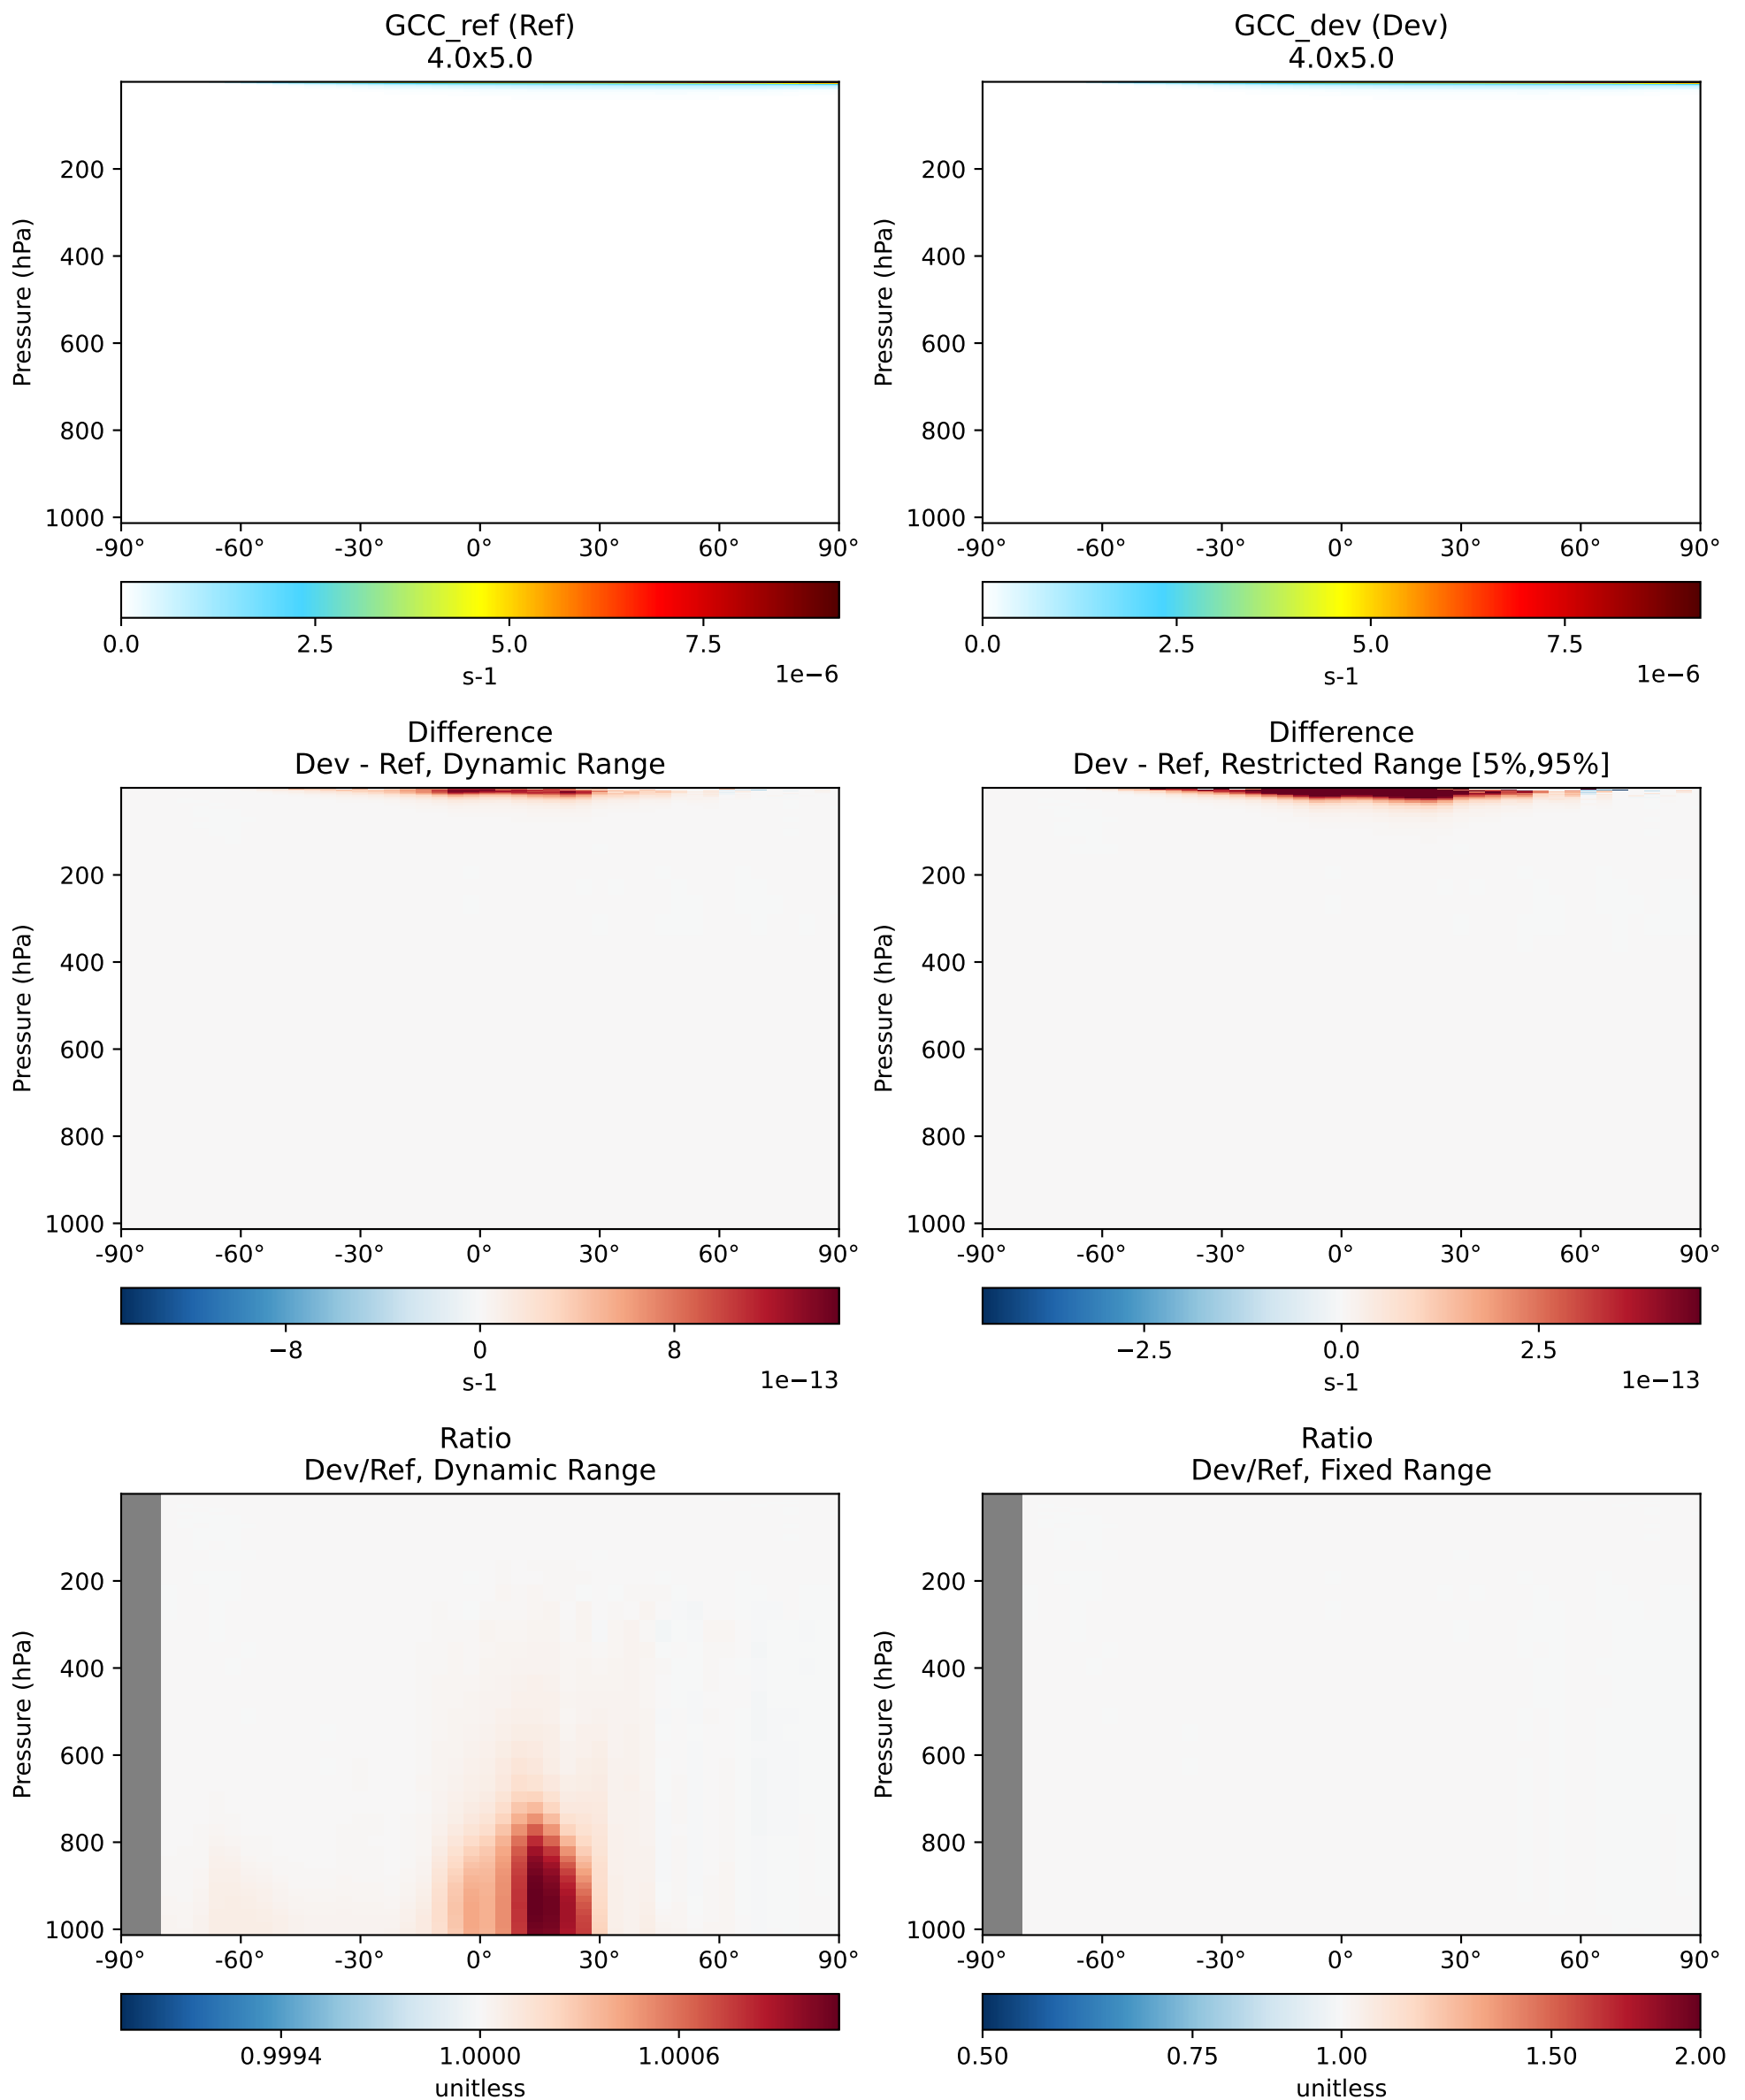 GCC_ref (Ref)
4.0x5.0
Pressure (hPa)
200
400
600
800
1000
-90° -60° -30° 0° 30° 60° 90°
0.0 2.5 5.0 7.5
s-1
1e−6
GCC_dev (Dev)
4.0x5.0
Pressure (hPa)
200
400
600
800
1000
-90° -60° -30° 0° 30° 60° 90°
0.0 2.5 5.0 7.5
s-1
1e−6
Difference
Dev - Ref, Dynamic Range
Pressure (hPa)
200
400
600
800
1000
-90° -60° -30° 0° 30° 60° 90°
−8 0 8
s-1
1e−13
Difference
Dev - Ref, Restricted Range [5%,95%]
Pressure (hPa)
200
400
600
800
1000
-90° -60° -30° 0° 30° 60° 90°
−2.5 0.0 2.5
s-1
1e−13
Ratio
Dev/Ref, Dynamic Range
Pressure (hPa)
200
400
600
800
1000
-90° -60° -30° 0° 30° 60° 90°
0.9994 1.0000 1.0006
unitless
Ratio
Dev/Ref, Fixed Range
Pressure (hPa)
200
400
600
800
1000
-90° -60° -30° 0° 30° 60° 90°
0.50 0.75 1.00 1.50 2.00
unitless